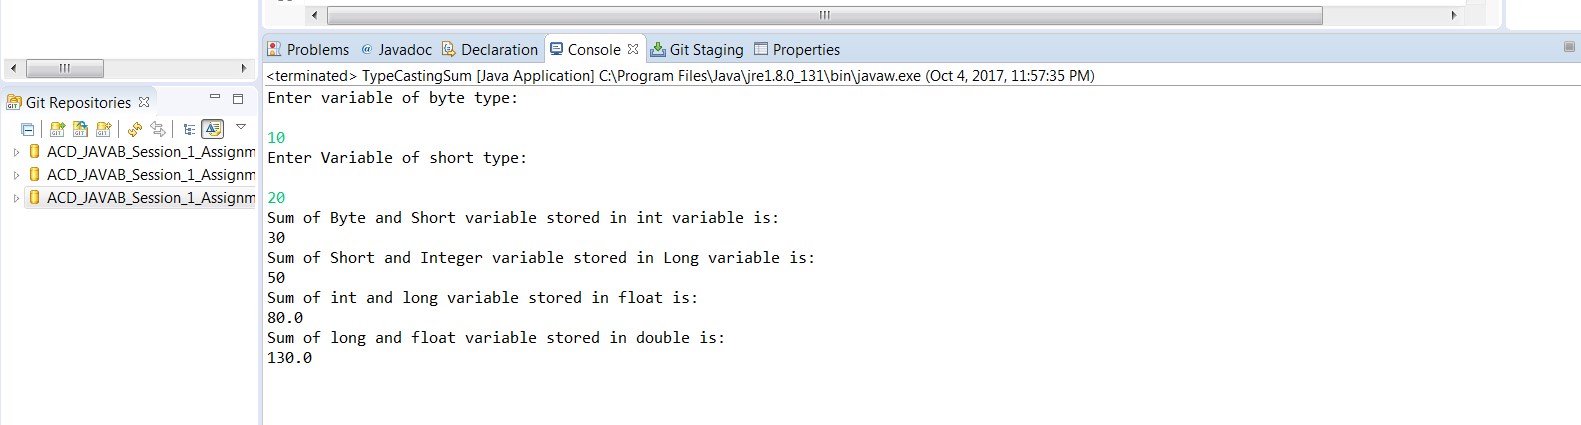 Problems @ Javadoc Declaration Console Git Staging Properties
<terminated> TypeCastingSum [Java Application] C:\Program Files\Java\jre1.8.0_131\bin\javaw.exe (Oct 4, 2017, 11:57:35 PM)
Enter variable of byte type:
10
Enter Variable of short type:
20
Sum of Byte and Short variable stored in int variable is:
30
Sum of Short and Integer variable stored in Long variable is:
50
Sum of int and long variable stored in float is:
80.0
Sum of long and float variable stored in double is:
130.0
Git Repositories
ACD_JAVAB_Session_1_Assignm
ACD_JAVAB_Session_1_Assignm
ACD_JAVAB_Session_1_Assignm